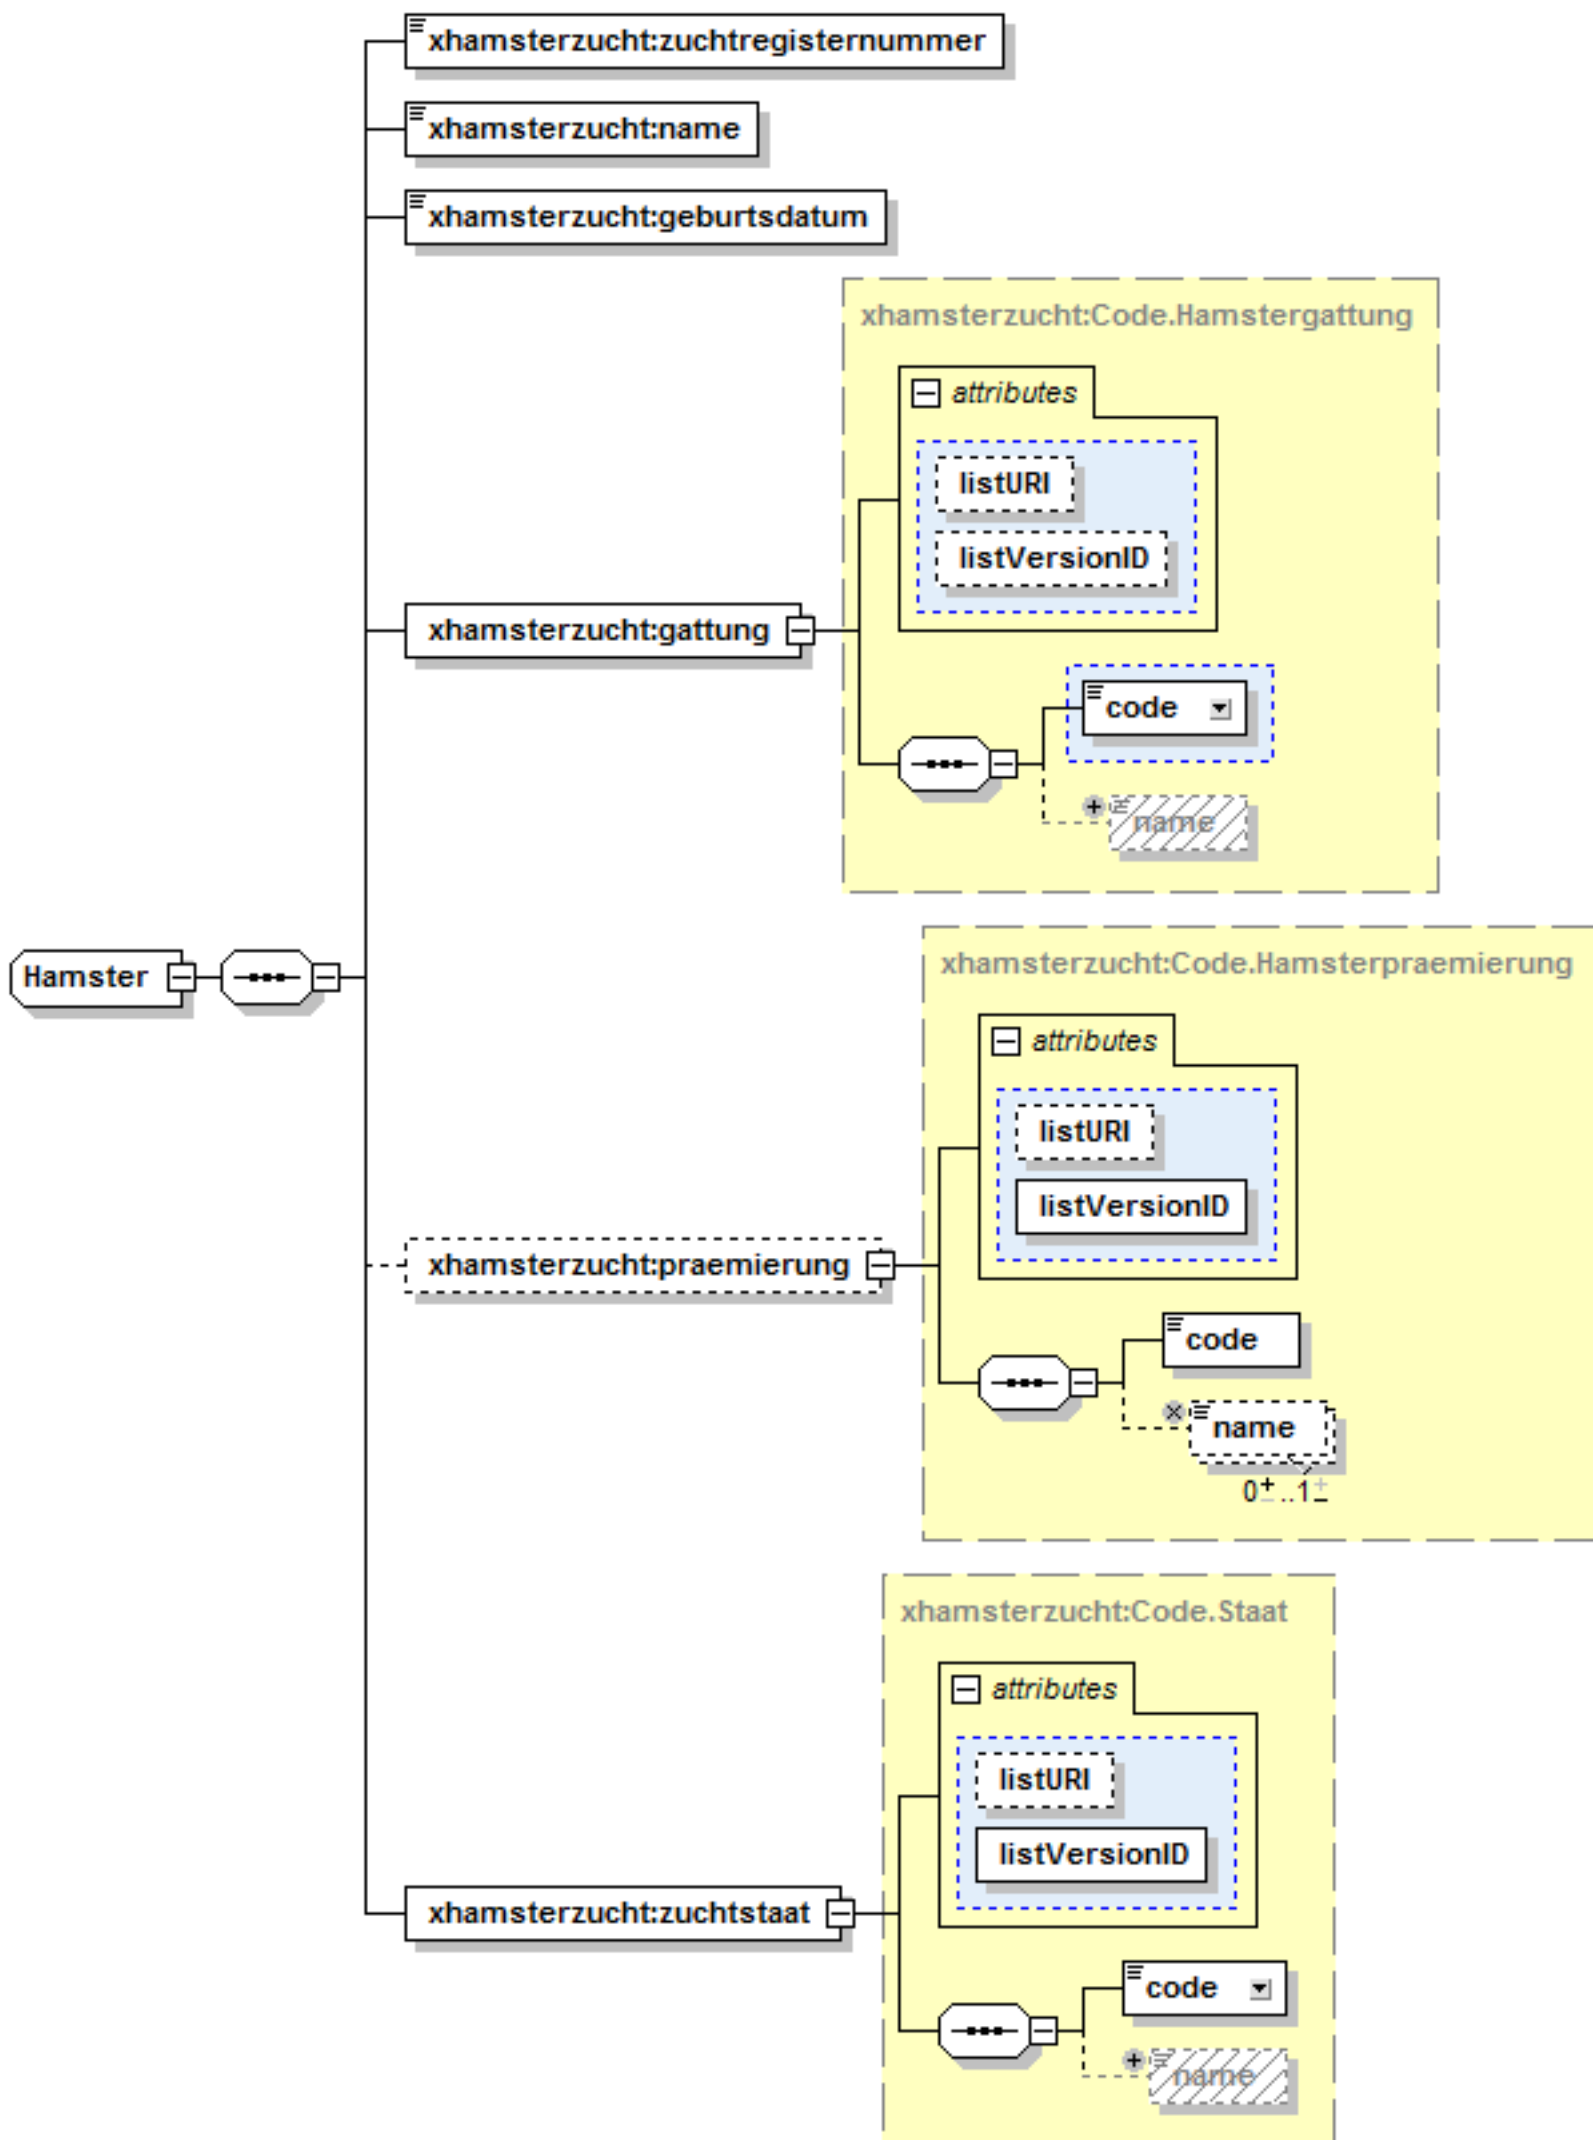 xhamsterzucht:zuchtregisternummer
xhamsterzucht:name
xhamsterzucht:geburtsdatum
xhamsterzucht:Code.Hamstergattung
attributes
listURI
listVersionID
xhamsterzucht:gattung
code
name
Hamster
xhamsterzucht:Code.Hamsterpraemierung
attributes
listURI
listVersionID
xhamsterzucht:praemierung
code
name
0±..1±
xhamsterzucht:Code.Staat
attributes
listURI
listVersionID
xhamsterzucht:zuchtstaat
code
name